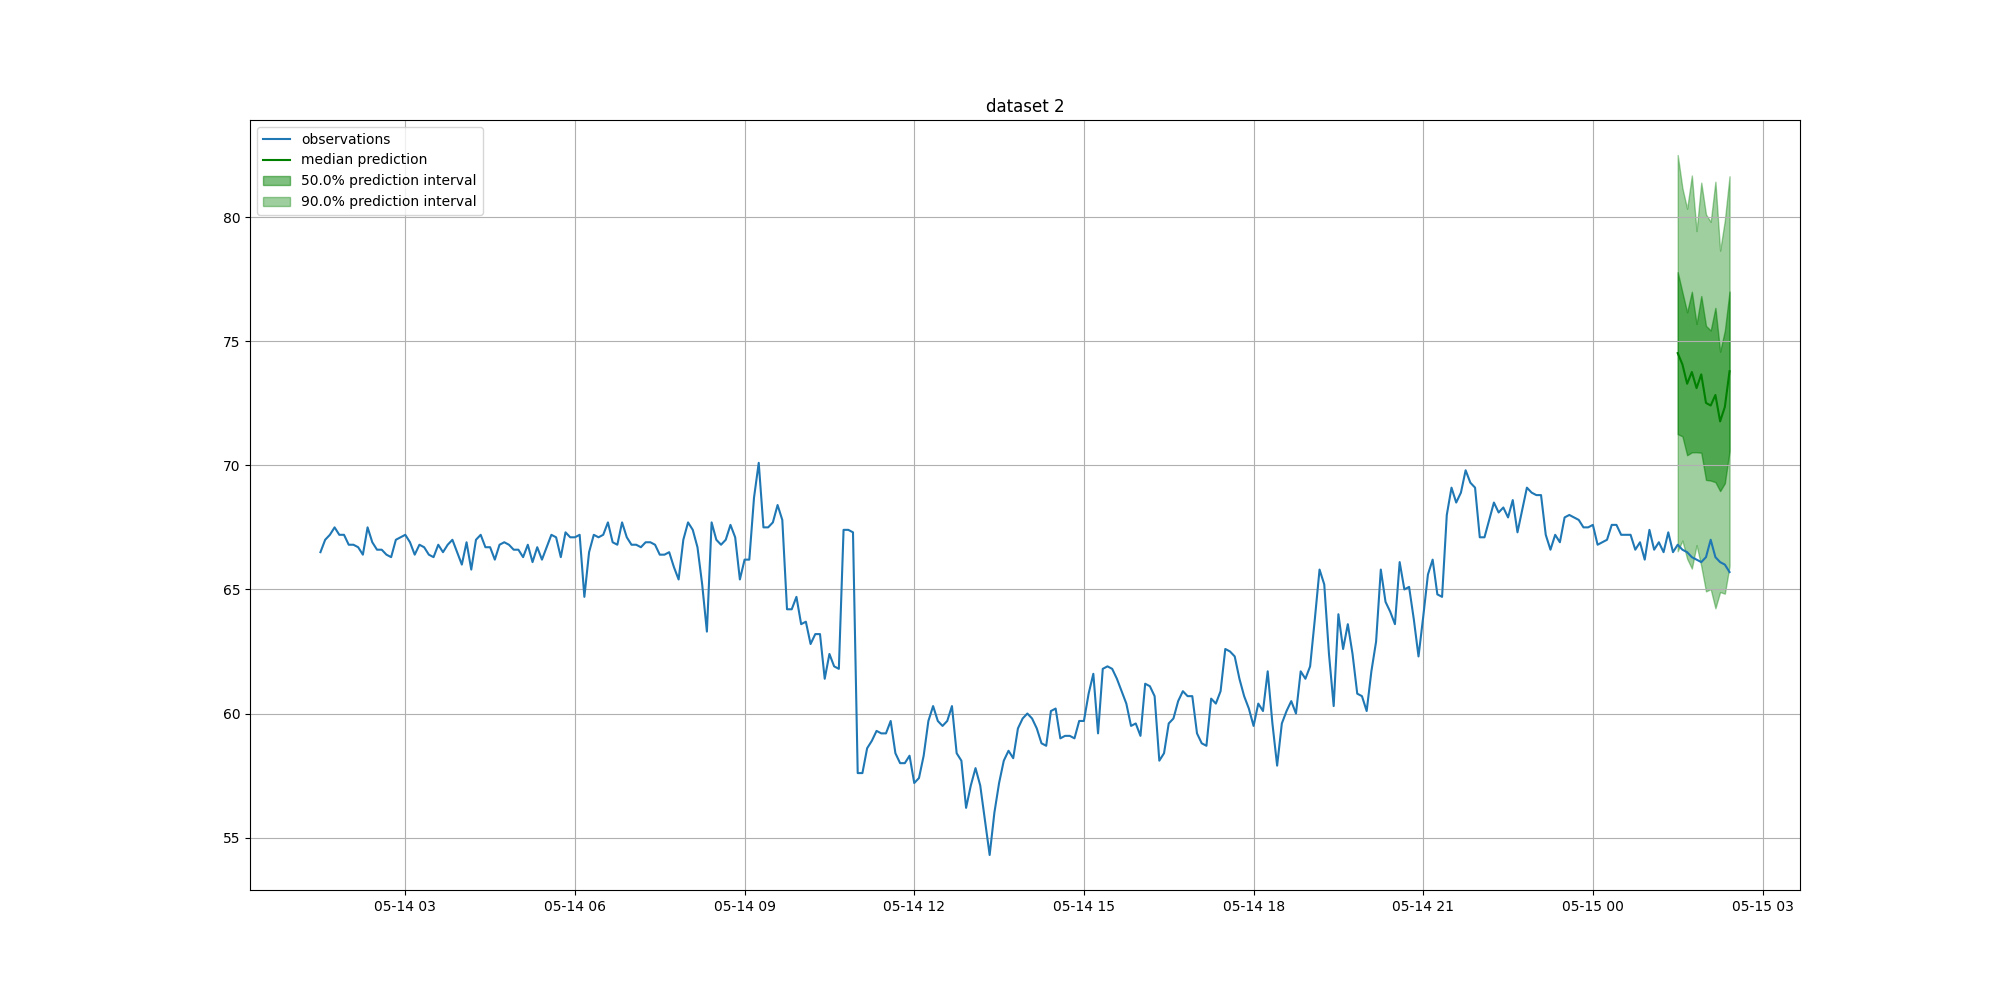 dataset 2
observations
median prediction
50.0% prediction interval
90.0% prediction interval
80
75
70
65
60
55
05-14 03 05-14 06 05-14 09 05-14 12 05-14 15 05-14 18 05-14 21 05-15 00 05-15 03